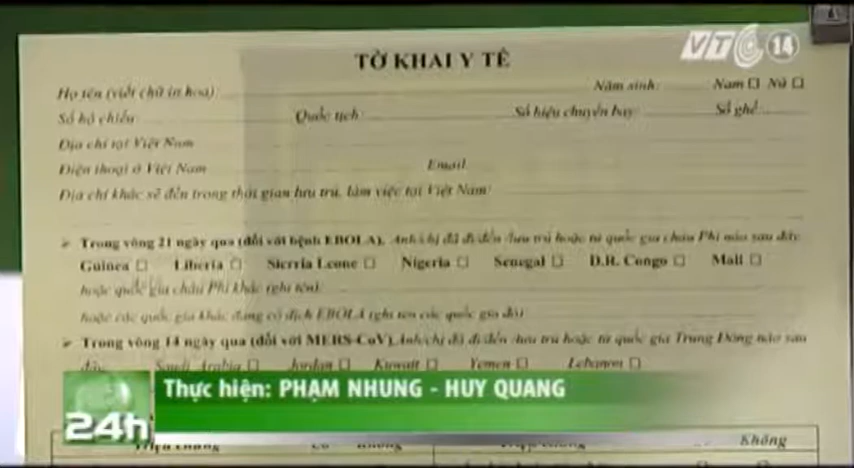 VTC 14
TỜ KHAI Y TẾ
Họ tên (viết chữ in hoa): Năm sinh: Nam □ Nữ □
Số hộ chiếu Quốc tịch: Số hiệu chuyến bay: Số ghế:
Địa chỉ tại Việt Nam
Điện thoại ở Việt Nam Email
Địa chỉ khác sẽ đến trong thời gian lưu trú, làm việc tại Việt Nam:
➤ Trong vòng 21 ngày qua (đối với bệnh EBOLA), Anh/chị đã đi/đến /lưu trú hoặc từ quốc gia châu Phi nào sau đây
Guinea □ Liberia □ Sierria Leone □ Nigeria □ Senegal □ D.R. Congo □ Mali □
hoặc quốc gia châu Phi khác (ghi tên):
hoặc các quốc gia khác đang có dịch EBOLA (ghi tên các quốc gia đó)
➤ Trong vòng 14 ngày qua (đối với MERS-CoV), Anh/chị đã đi/đến /lưu trú hoặc từ quốc gia Trung Đông nào sau
đây: Saudi Arabia □ Jordan □ Kuwait □ Yemen □ Lebanon □
Thực hiện: PHẠM NHUNG - HUY QUANG
24h
Triệu chứng Có Không Triệu chứng Không